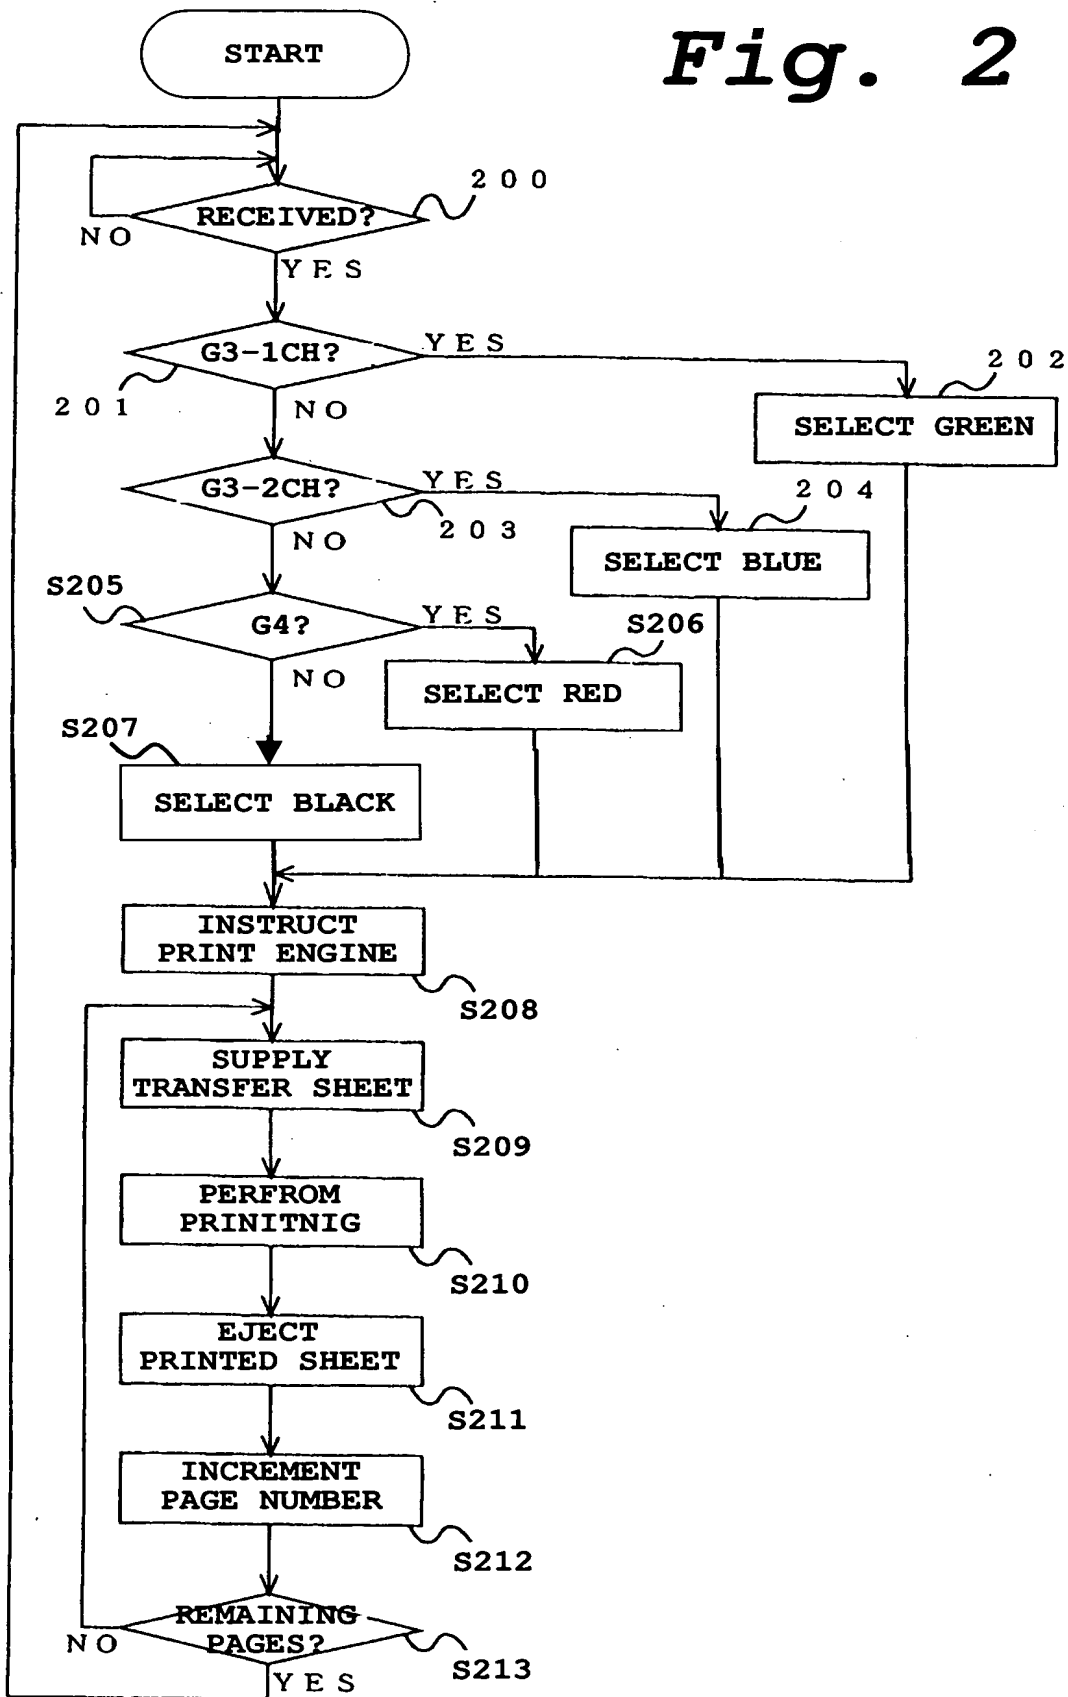 START
Fig. 2
200
RECEIVED?
NO
YES
G3-1CH?
YES
201
NO
202
SELECT GREEN
G3-2CH?
YES
203
NO
204
SELECT BLUE
S205
G4?
YES
NO
S206
SELECT RED
S207
SELECT BLACK
INSTRUCT
PRINT ENGINE
S208
SUPPLY
TRANSFER SHEET
S209
PERFROM
PRINITNIG
S210
EJECT
PRINTED SHEET
S211
INCREMENT
PAGE NUMBER
S212
REMAINING
PAGES?
NO
S213
YES